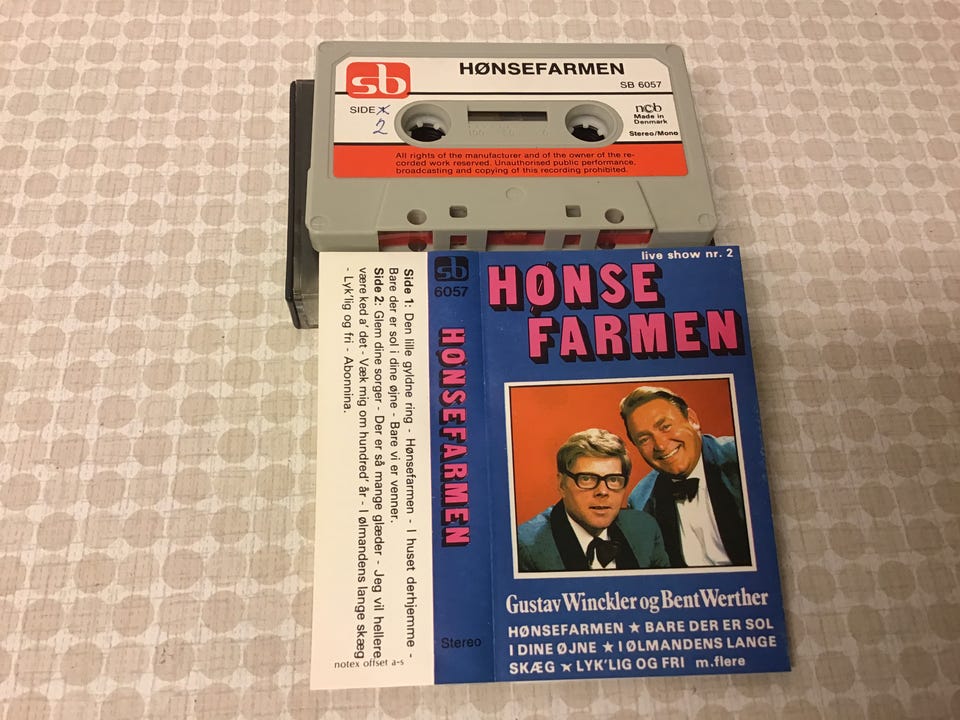 sb
HØNSEFARMEN
SB 6057
SIDE
2
ncb
Made in
Denmark
Stereo/Mono
100 50 0
All rights of the manufacturer and of the owner of the re-
corded work reserved. Unauthorised public performance,
broadcasting and copying of this recording prohibited.
Side 1: Den lille gyldne ring - Hønsefarmen - I huset derhjemme -
Bare der er sol i dine øjne - Bare vi er venner.
Side 2: Glem dine sorger - Der er så mange glæder - Jeg vil hellere
være ked a' det - Væk mig om hundred' år - I ølmandens lange skæg
- Lyk'lig og fri - Abonnina.
notex offset a-s
sb
6057
HØNSEFARMEN
Stereo
live show nr. 2
HØNSE
FARMEN
Gustav Winckler og Bent Werther
HØNSEFARMEN ★ BARE DER ER SOL
I DINE ØJNE ★ I ØLMANDENS LANGE
SKÆG ★ LYK'LIG OG FRI m.flere